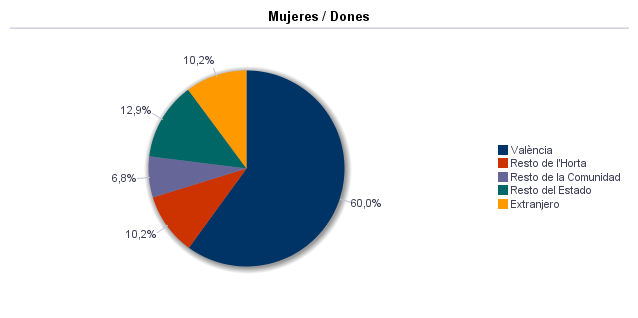 Mujeres / Dones
10,2%
12,9%
6,8%
10,2%
60,0%
València
Resto de l'Horta
Resto de la Comunidad
Resto del Estado
Extranjero